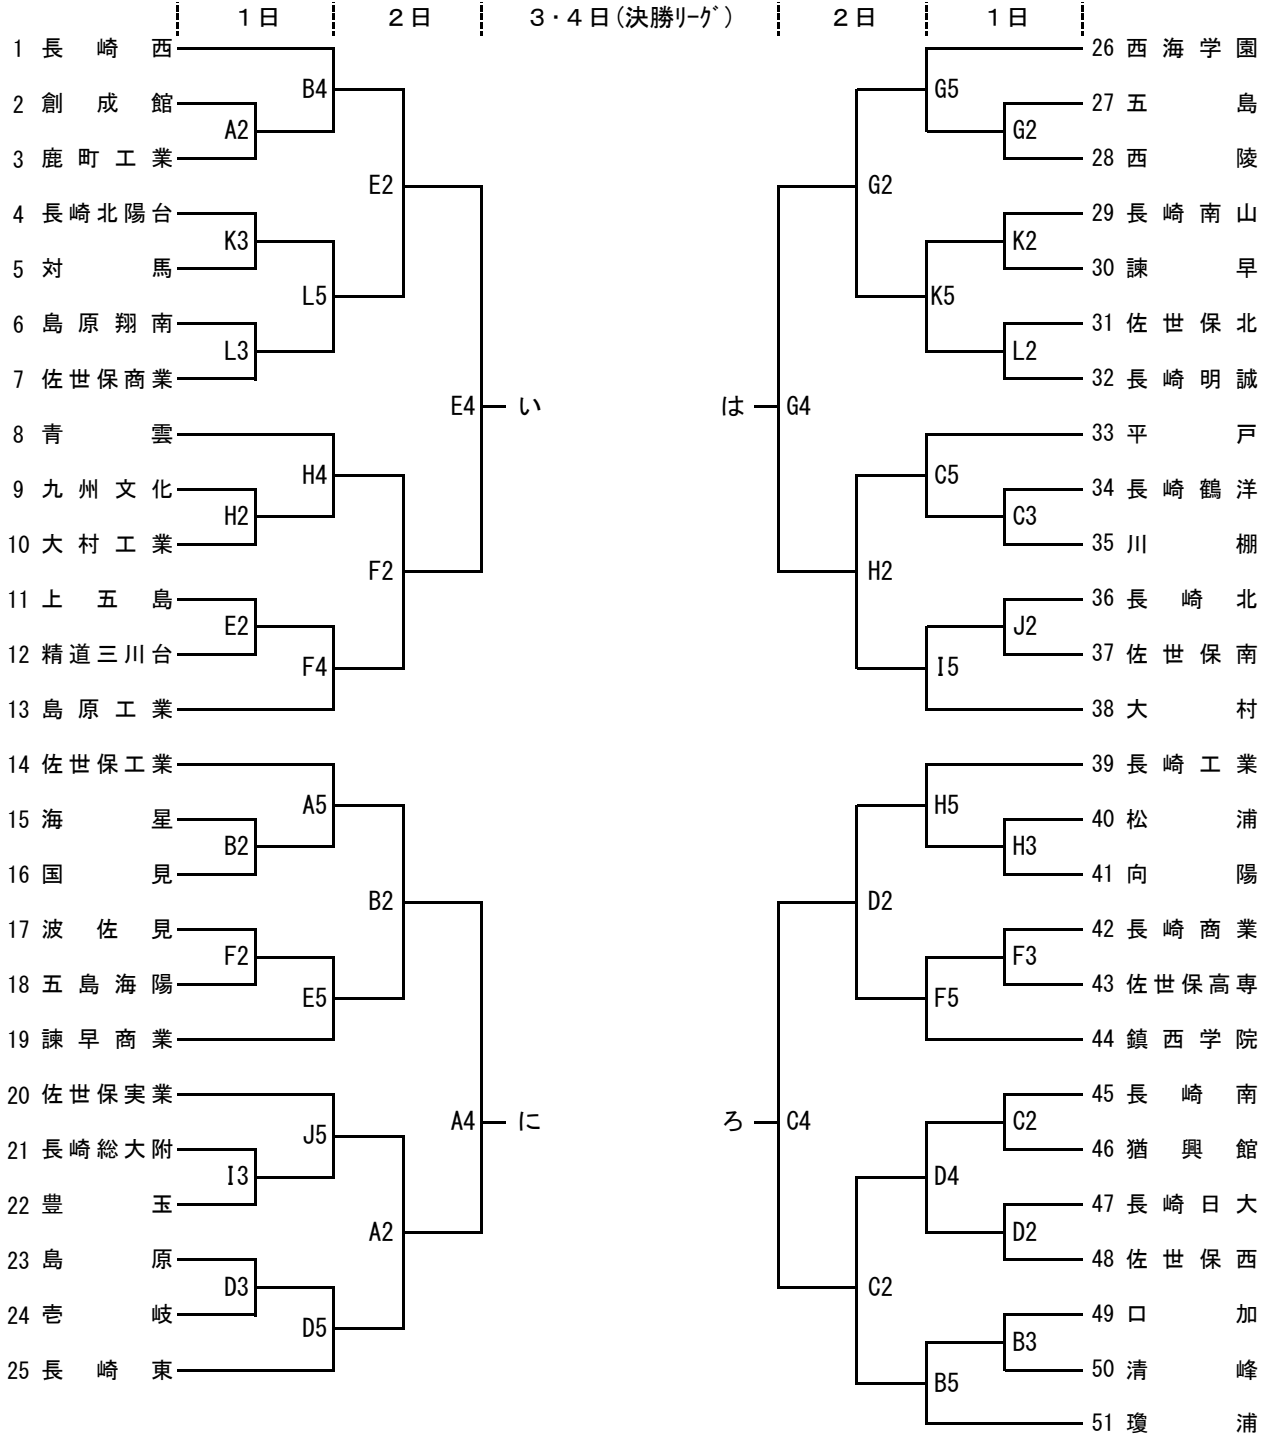 1日 2日 3・4日(決勝リーグ) 2日 1日
1 長崎西
2 創成館
3 鹿町工業
4 長崎北陽台
5 対馬
6 島原翔南
7 佐世保商業
8 青雲
9 九州文化
10 大村工業
11 上五島
12 精道三川台
13 島原工業
14 佐世保工業
15 海星
16 国見
17 波佐見
18 五島海陽
19 諫早商業
20 佐世保実業
21 長崎総大附
22 豊玉
23 島原
24 壱岐
25 長崎東
A2
K3
L3
H2
E2
B2
F2
I3
D3
B4
L5
H4
F4
A5
E5
J5
D5
E2
F2
B2
A2
E4 い
A4 に
は G4
ろ C4
G2
H2
D2
C2
G5
K5
C5
I5
H5
F5
D4
B5
G2
K2
L2
C3
J2
H3
F3
C2
D2
B3
26 西海学園
27 五島
28 西陵
29 長崎南山
30 諫早
31 佐世保北
32 長崎明誠
33 平戸
34 長崎鶴洋
35 川棚
36 長崎北
37 佐世保南
38 大村
39 長崎工業
40 松浦
41 向陽
42 長崎商業
43 佐世保高専
44 鎮西学院
45 長崎南
46 猶興館
47 長崎日大
48 佐世保西
49 口加
50 清峰
51 瓊浦